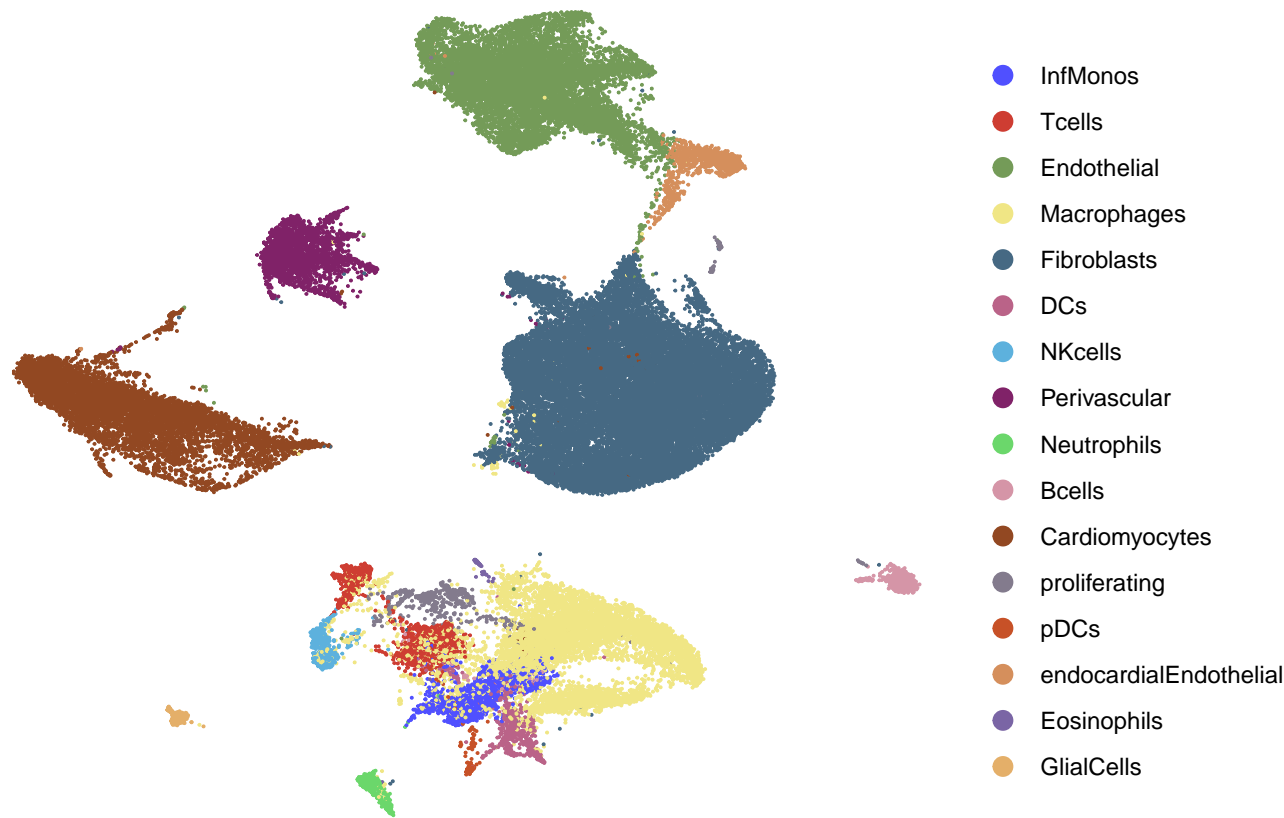 InfMonos
Tcells
Endothelial
Macrophages
Fibroblasts
DCs
NKcells
Perivascular
Neutrophils
Bcells
Cardiomyocytes
proliferating
pDCs
endocardialEndothelial
Eosinophils
GlialCells